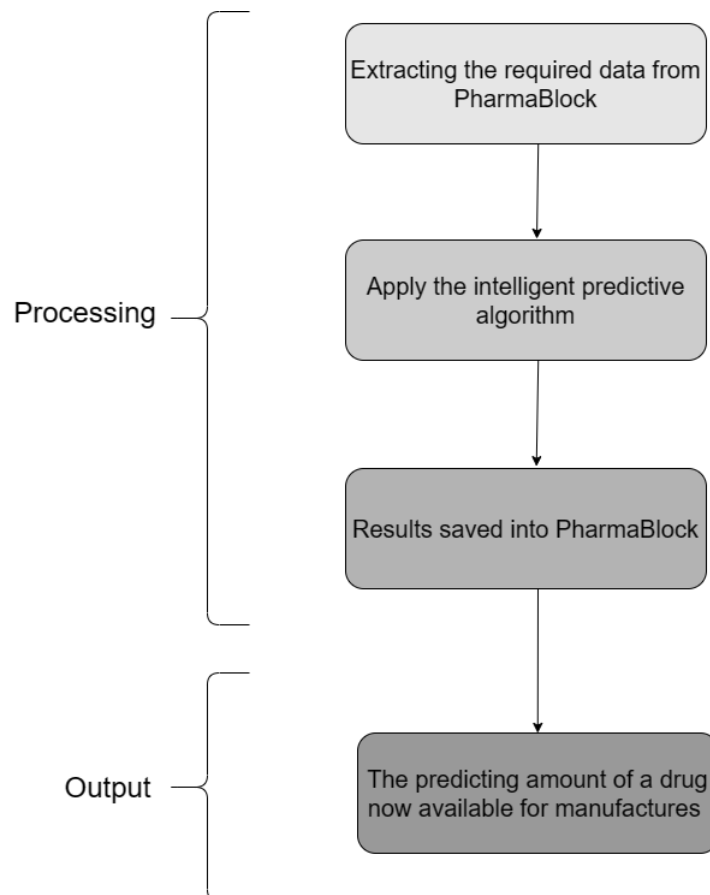 Extracting the required data from
PharmaBlock
Apply the intelligent predictive
algorithm
Processing
Results saved into PharmaBlock
Output
The predicting amount of a drug
now available for manufactures